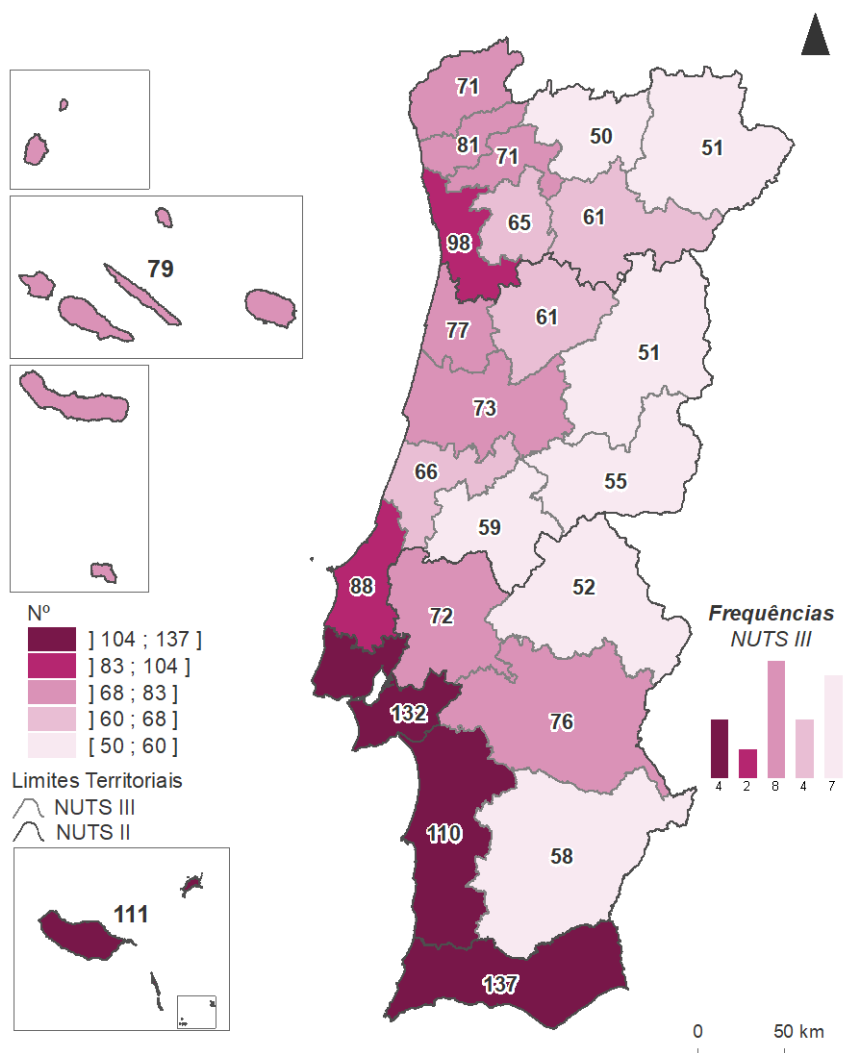 71
81
71
50
51
98
65
61
79
77
61
51
73
66
55
59
88
72
52
132
76
110
58
137
Nº
] 104 ; 137 ]
] 83 ; 104 ]
] 68 ; 83 ]
] 60 ; 68 ]
[ 50 ; 60 ]
Limites Territoriais
NUTS III
NUTS II
111
Frequências
NUTS III
4 2 8 4 7
0 50 km